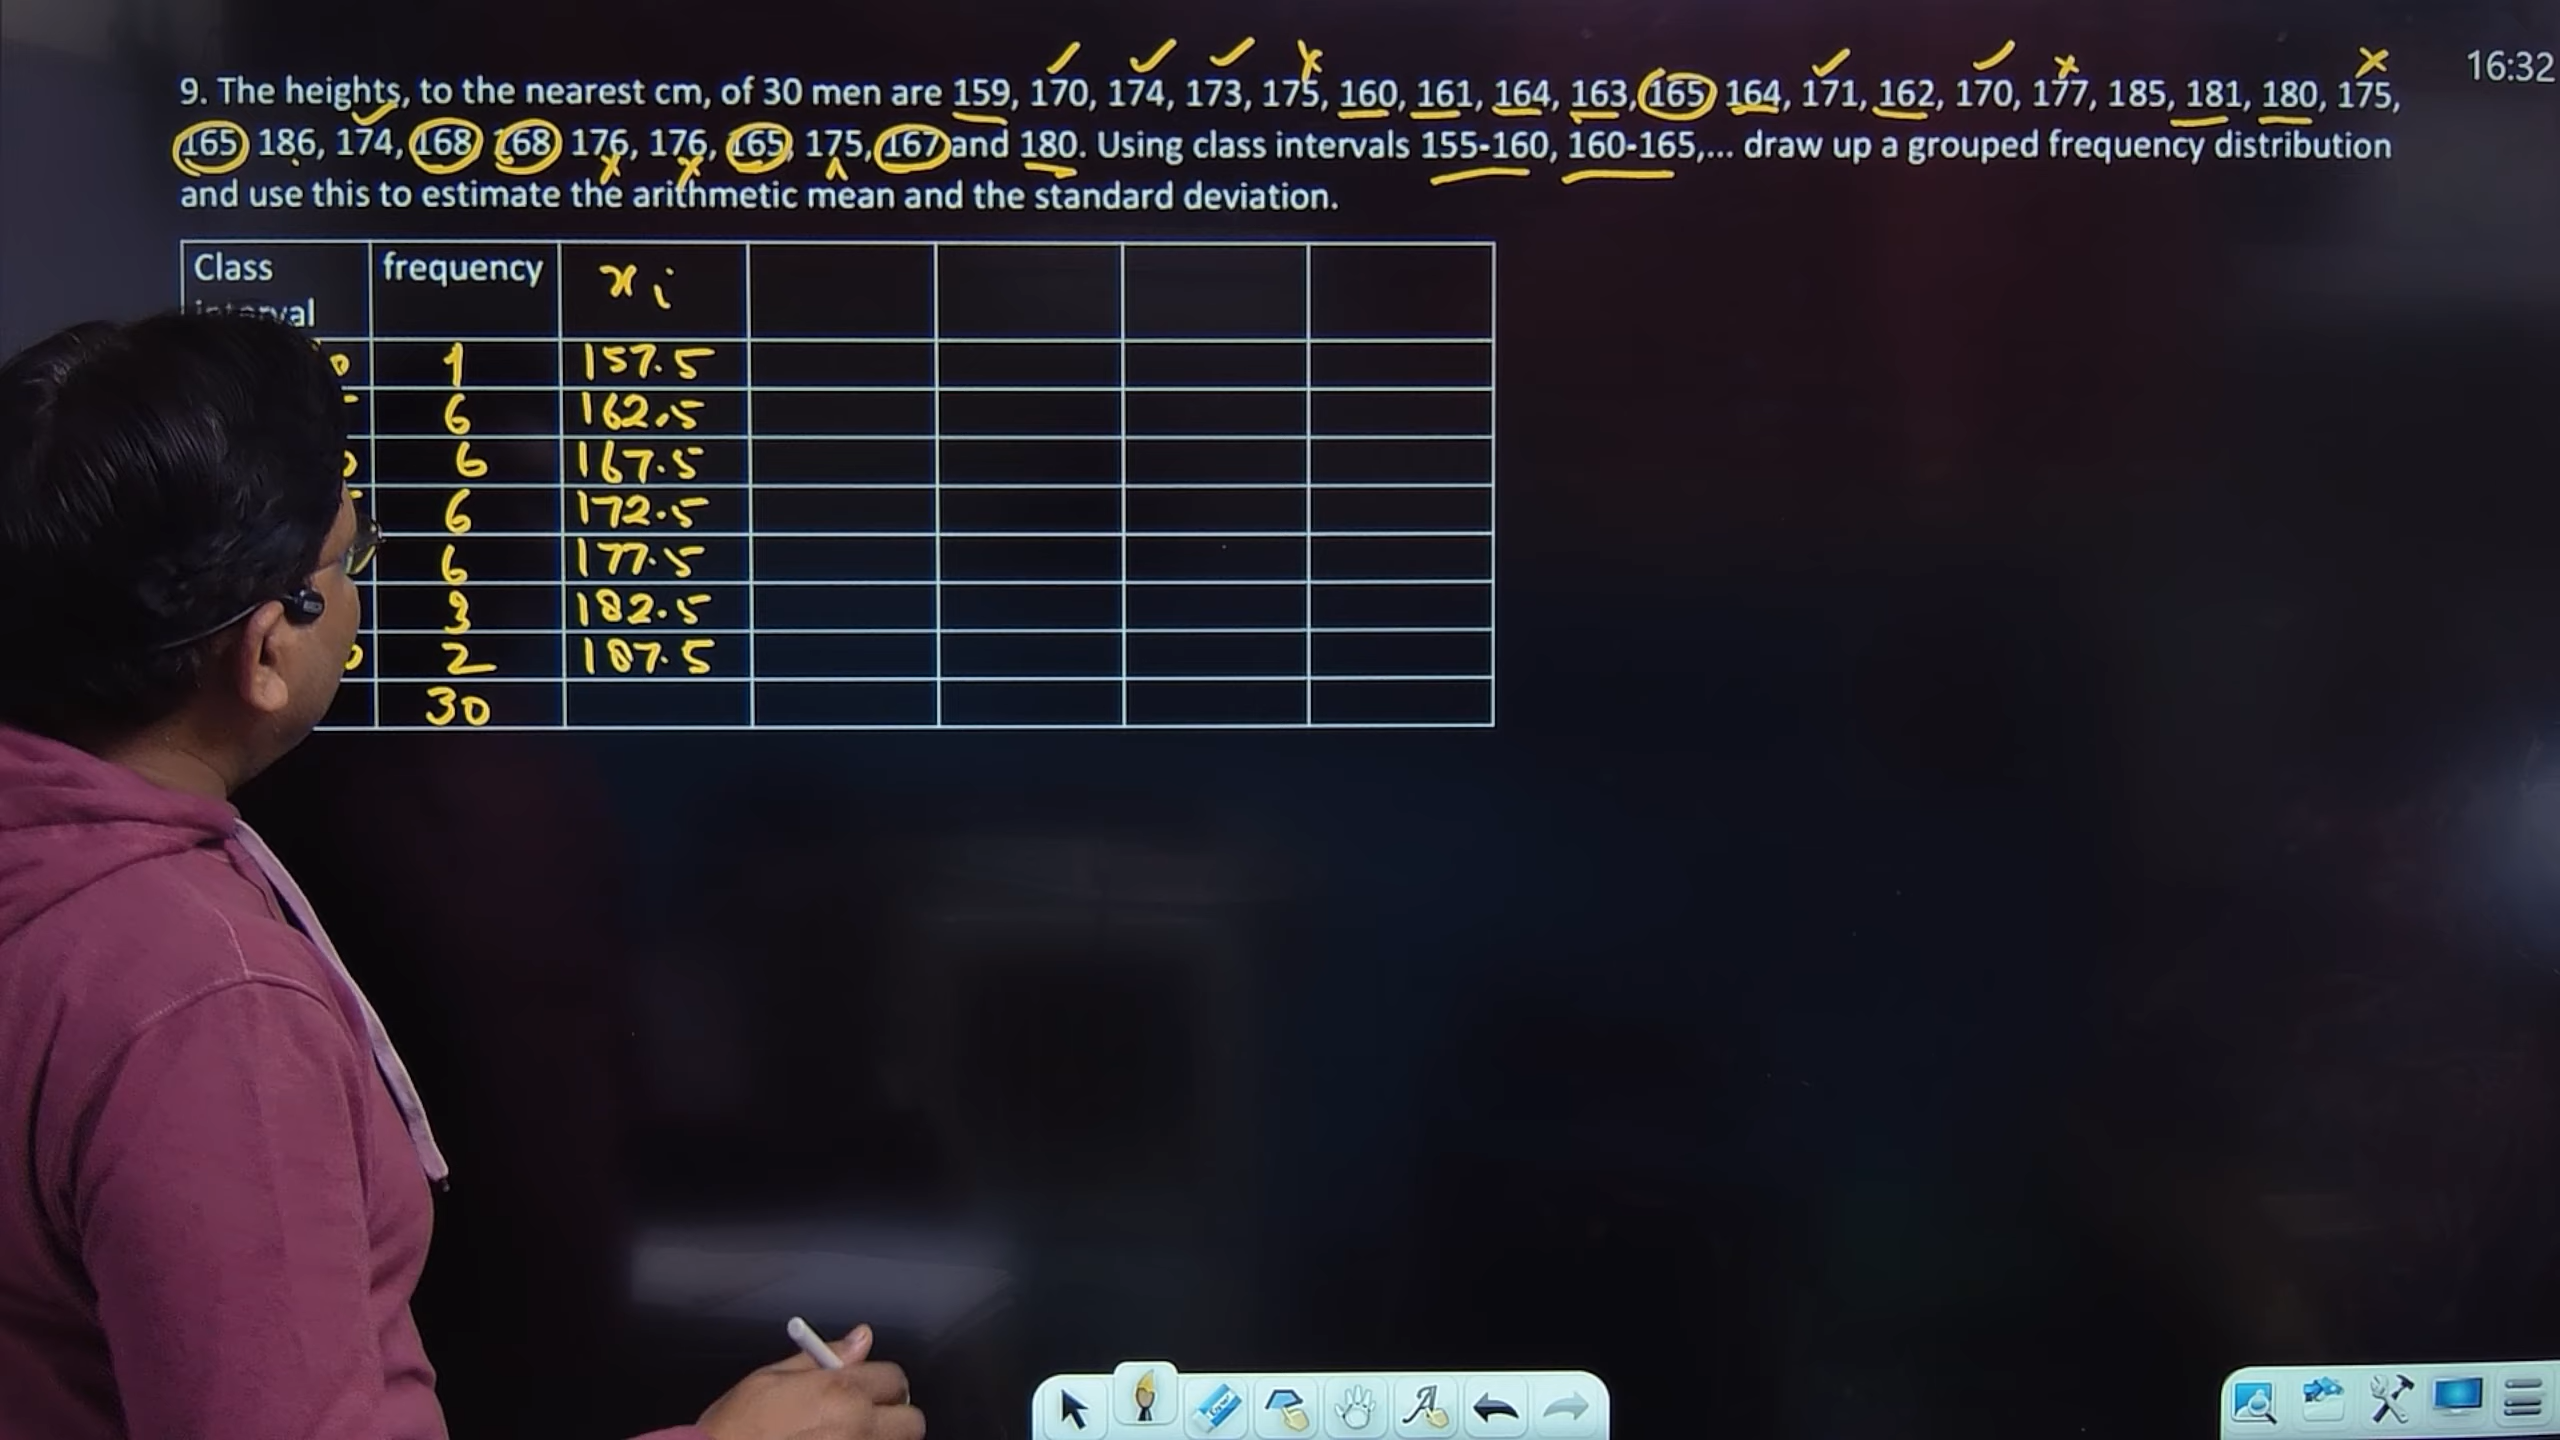 16:32
9. The heights, to the nearest cm, of 30 men are 159, 170, 174, 173, 175, 160, 161, 164, 163, 165 164, 171, 162, 170, 177, 185, 181, 180, 175,
165 186, 174, 168 168 176, 176, 165, 175, 167 and 180. Using class intervals 155-160, 160-165,... draw up a grouped frequency distribution
and use this to estimate the arithmetic mean and the standard deviation.
Class frequency xi
interval
1 157.5
6 162.5
6 167.5
6 172.5
6 177.5
3 182.5
2 187.5
30